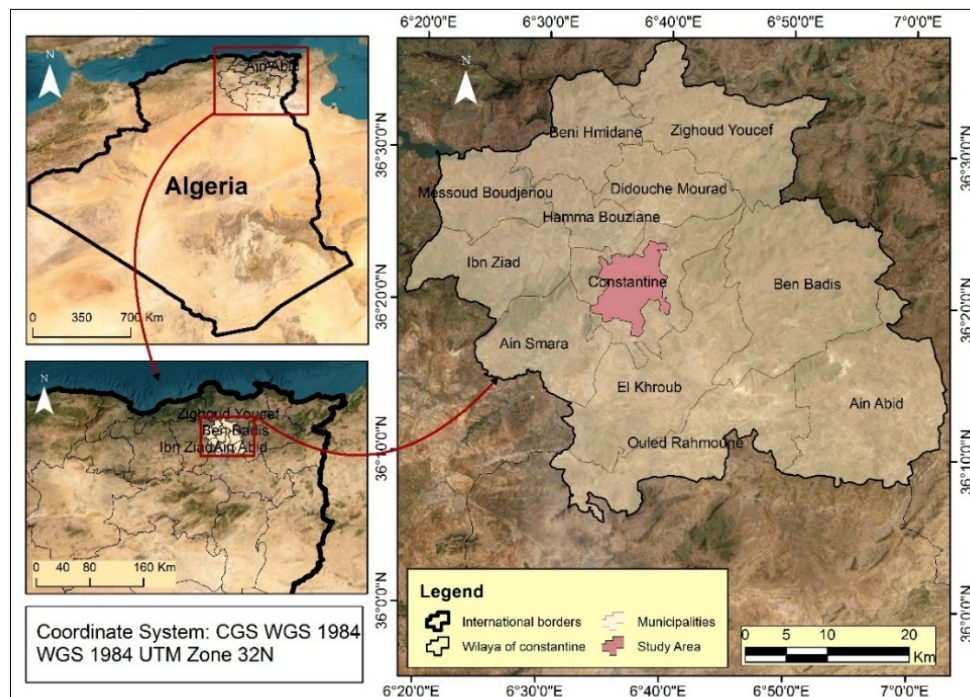 N
Ain Abid
Algeria
0 350 700 Km
N
Zighoud Youcef
Ben Badis
Ibn Ziad Ain Abid
0 40 80 160 Km
Coordinate System: CGS WGS 1984
WGS 1984 UTM Zone 32N
6°20'0"E 6°30'0"E 6°40'0"E 6°50'0"E 7°0'0"E
N
36°30'0"N
36°20'0"N
36°10'0"N
36°0'0"N
Beni Hmidane
Zighoud Youcef
Messoud Boudjeriou
Didouche Mourad
Hamma Bouziane
Ibn Ziad
Constantine
Ben Badis
Ain Smara
El Khroub
Ain Abid
Ouled Rahmoune
36°30'0"N
36°20'0"N
36°10'0"N
36°0'0"N
Legend
International borders
Municipalities
Wilaya of constantine
Study Area
0 5 10 20
Km
6°20'0"E 6°30'0"E 6°40'0"E 6°50'0"E 7°0'0"E